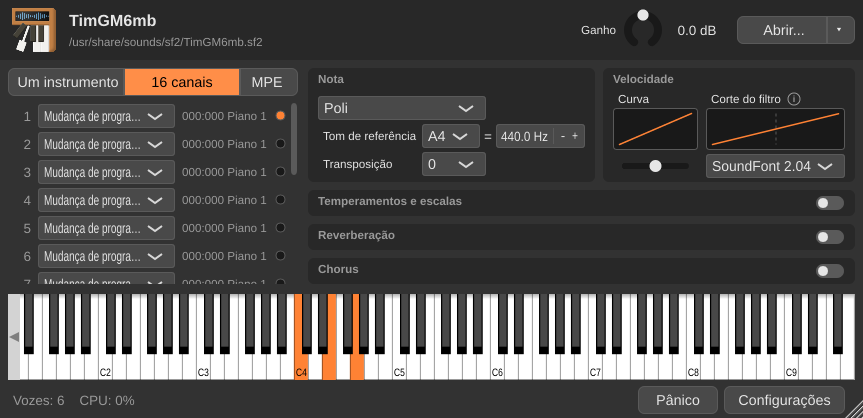 TimGM6mb
/usr/share/sounds/sf2/TimGM6mb.sf2
Ganho
0.0 dB
Abrir...
Um instrumento
16 canais
MPE
1 Mudança de progra... 000:000 Piano 1
2 Mudança de progra... 000:000 Piano 1
3 Mudança de progra... 000:000 Piano 1
4 Mudança de progra... 000:000 Piano 1
5 Mudança de progra... 000:000 Piano 1
6 Mudança de progra... 000:000 Piano 1
7 Mudança de progra... 000:000 Piano 1
Nota
Poli
Tom de referência A4 = 440.0 Hz - +
Transposição 0
Velocidade
Curva
Corte do filtro i
SoundFont 2.04
Temperamentos e escalas
Reverberação
Chorus
C2 C3 C4 C5 C6 C7 C8 C9
Vozes: 6 CPU: 0%
Pânico
Configurações